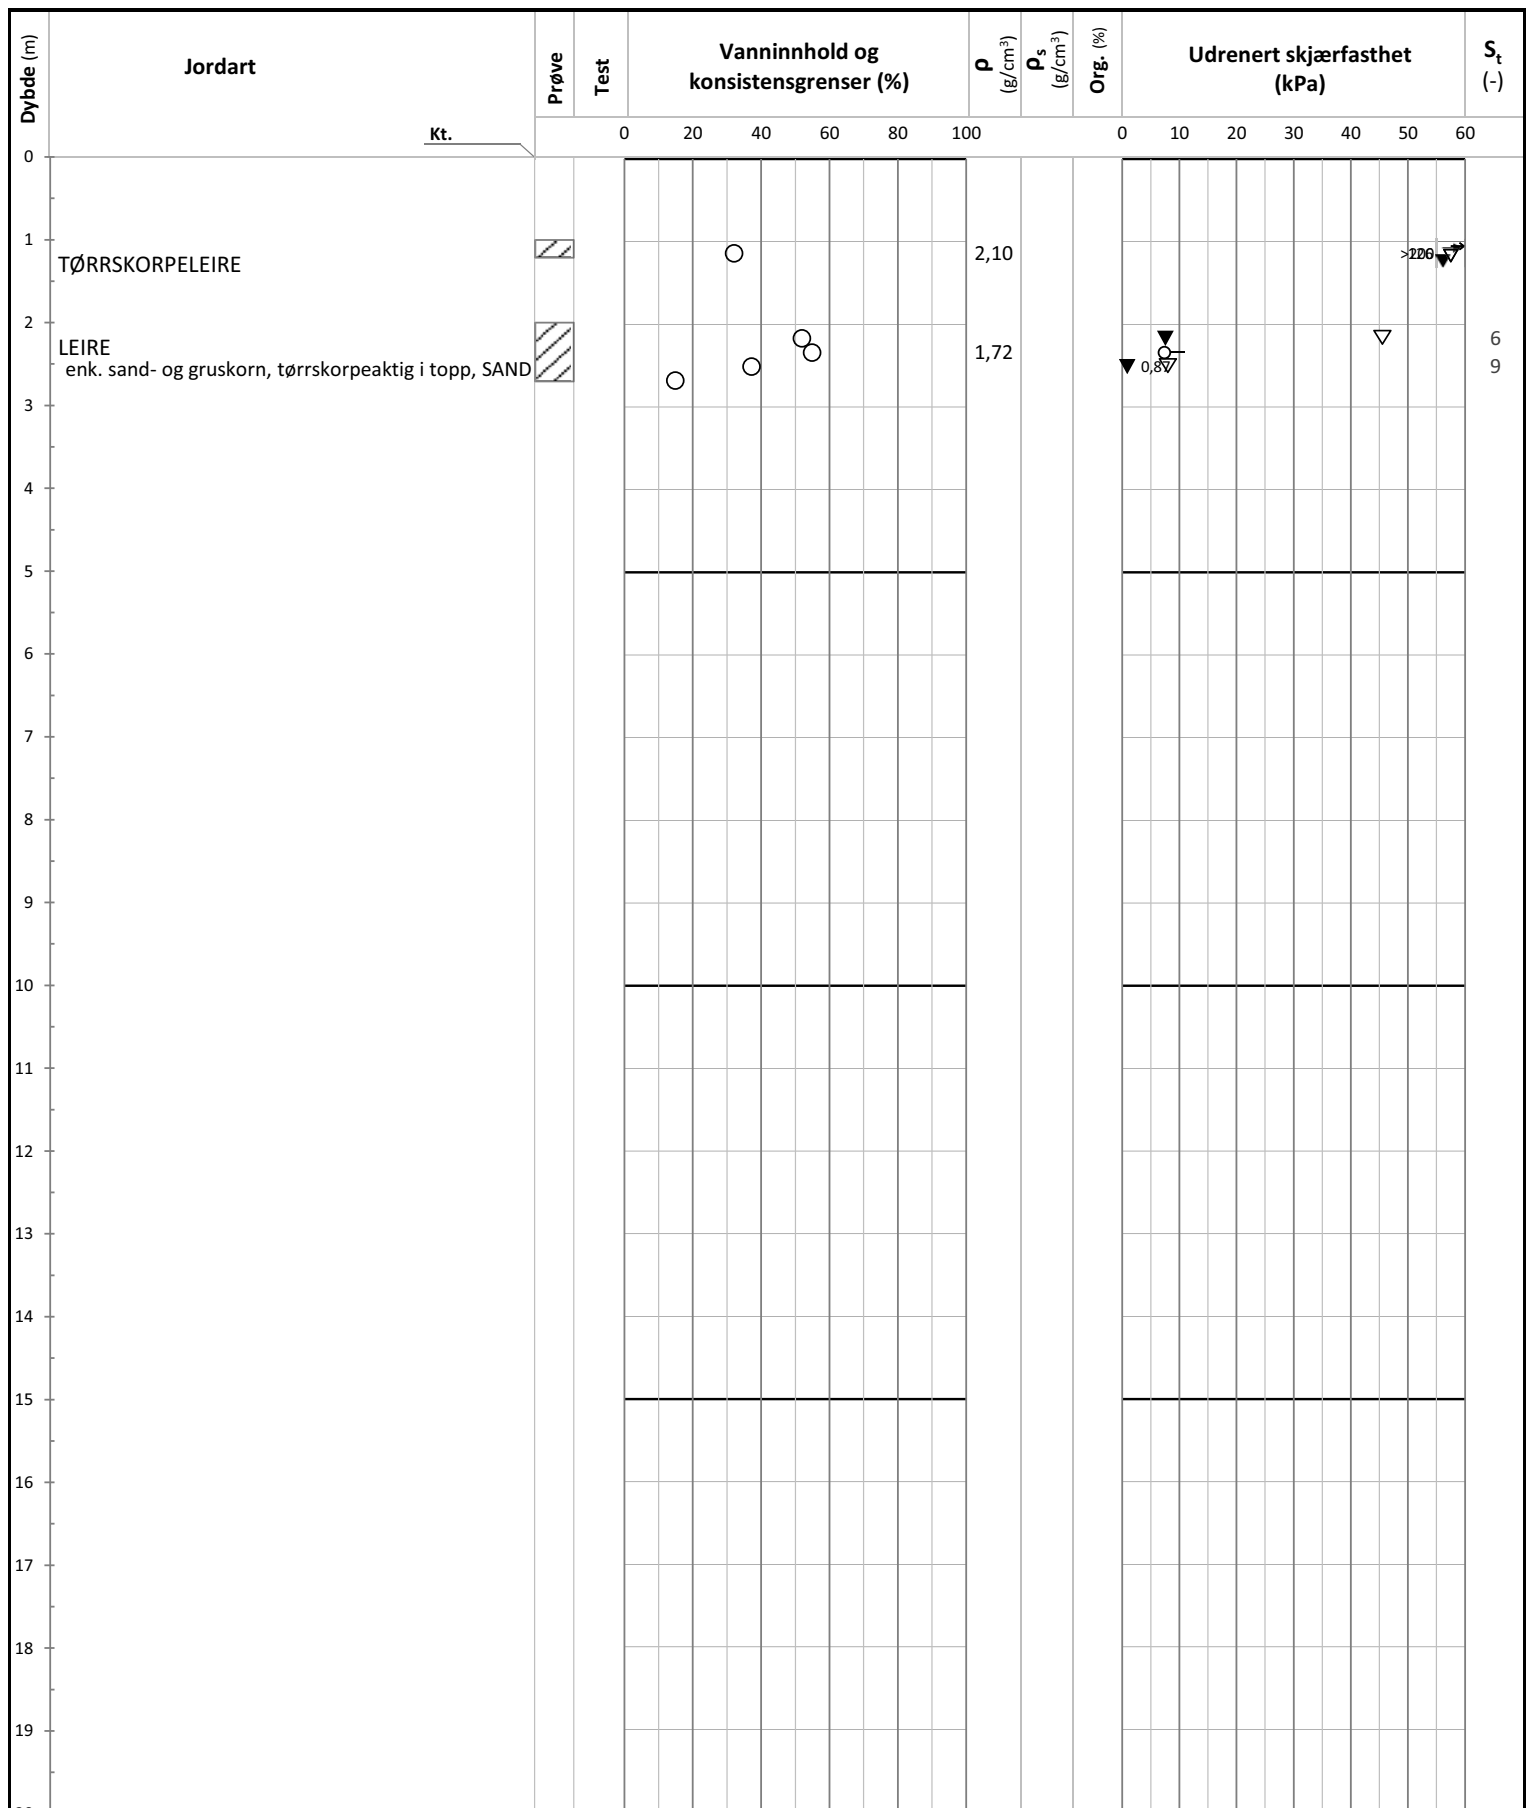 Dybde (m)
Jordart
Kt.
Prøve
Test
Vanninnhold og
konsistensgrenser (%)
0 20 40 60 80 100
ρ
(g/cm³)
ρs
(g/cm³)
Org. (%)
Udrenert skjærfasthet
(kPa)
0 10 20 30 40 50 60
St
(-)
0
1
TØRRSKORPELEIRE
2,10
2
LEIRE
6
1,72
enk. sand- og gruskorn, tørrskorpeaktig i topp, SAND
0,87
9
3
4
5
6
7
8
9
10
11
12
13
14
15
16
17
18
19